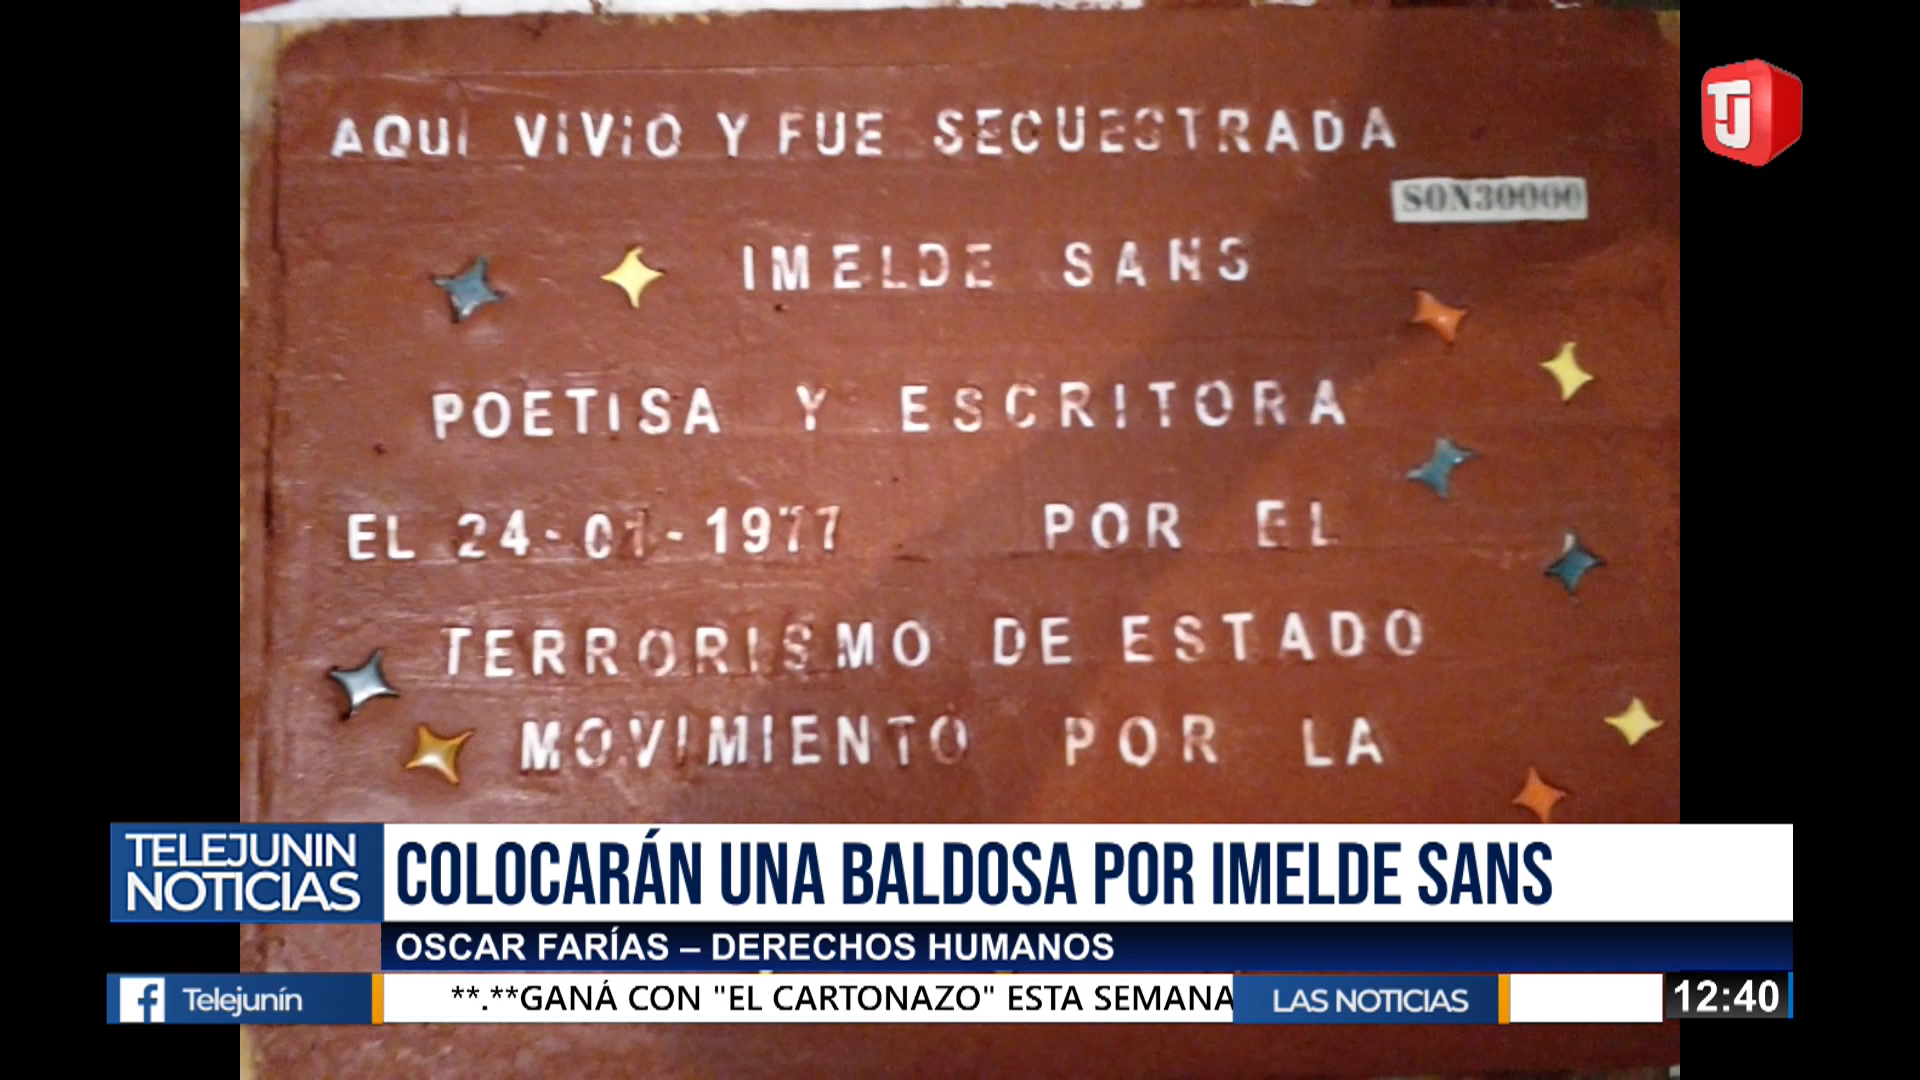 AQUI VIVIO Y FUE SECUESTRADA
SON30000
IMELDE SANS
POETISA Y ESCRITORA
EL 24-01-1977 POR EL
TERRORISMO DE ESTADO
MOVIMIENTO POR LA
TJ
TELEJUNIN
NOTICIAS
COLOCARÁN UNA BALDOSA POR IMELDE SANS
OSCAR FARÍAS – DERECHOS HUMANOS
f Telejunín
**.**GANÁ CON "EL CARTONAZO" ESTA SEMANA
LAS NOTICIAS
12:40